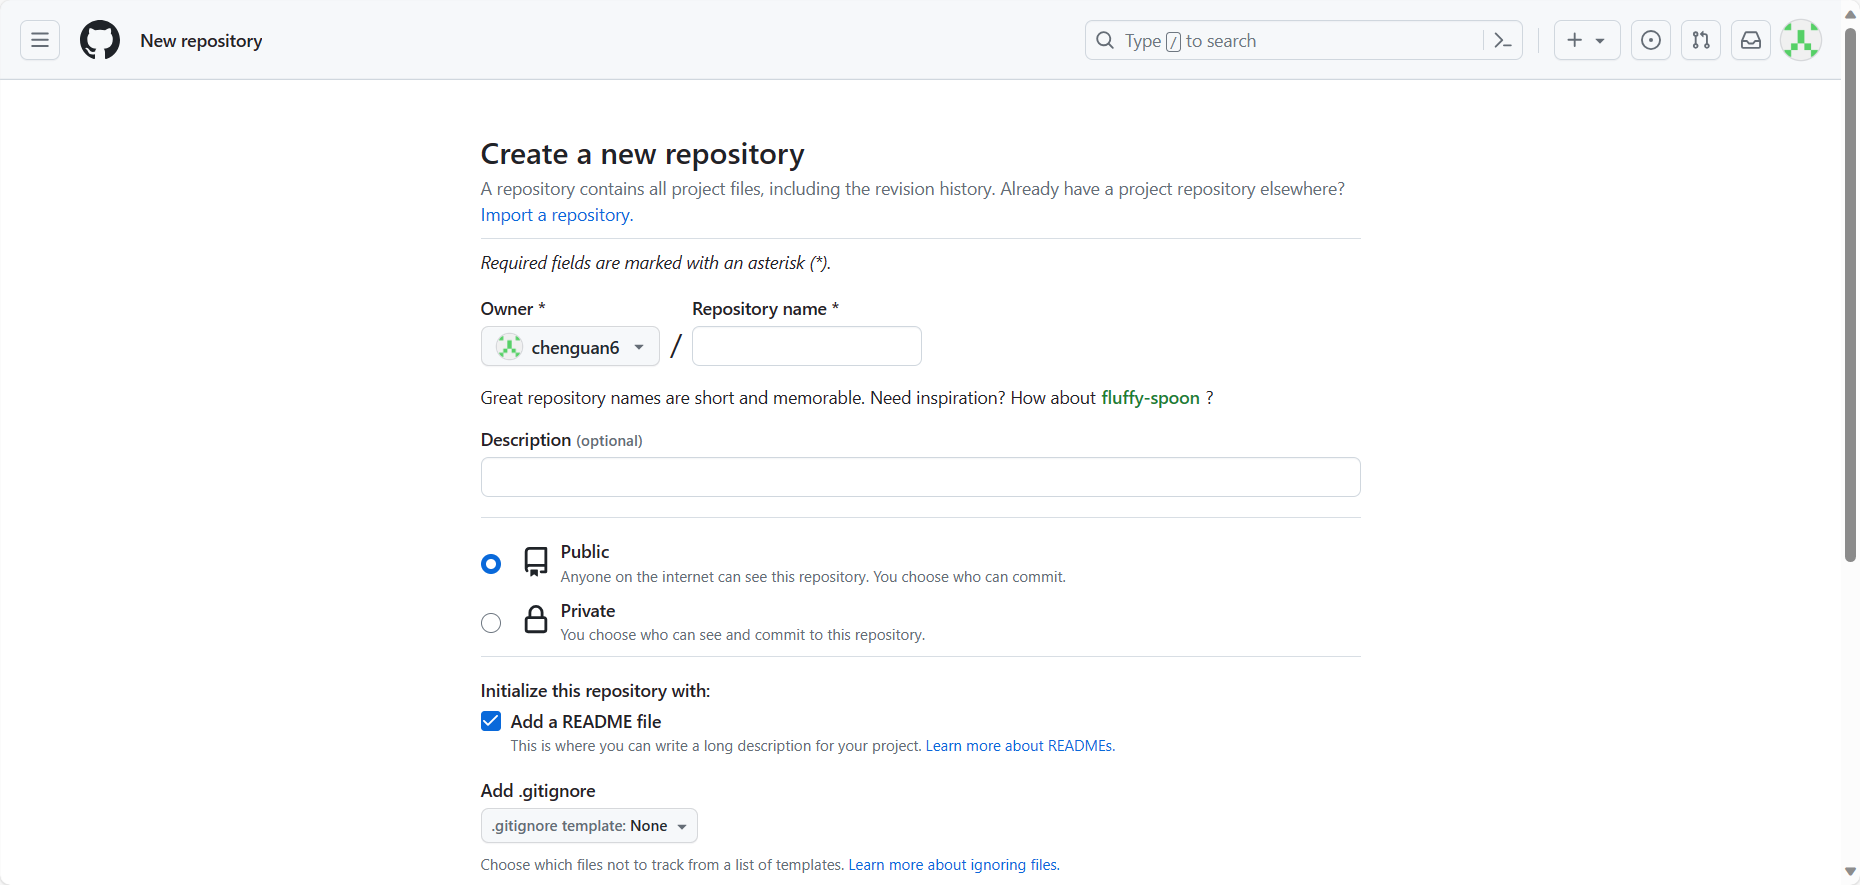 New repository
Type / to search
Create a new repository
A repository contains all project files, including the revision history. Already have a project repository elsewhere?
Import a repository.
Required fields are marked with an asterisk (*).
Owner * Repository name *
chenguan6 /
Great repository names are short and memorable. Need inspiration? How about fluffy-spoon ?
Description (optional)
Public
Anyone on the internet can see this repository. You choose who can commit.
Private
You choose who can see and commit to this repository.
Initialize this repository with:
Add a README file
This is where you can write a long description for your project. Learn more about READMEs.
Add .gitignore
.gitignore template: None
Choose which files not to track from a list of templates. Learn more about ignoring files.